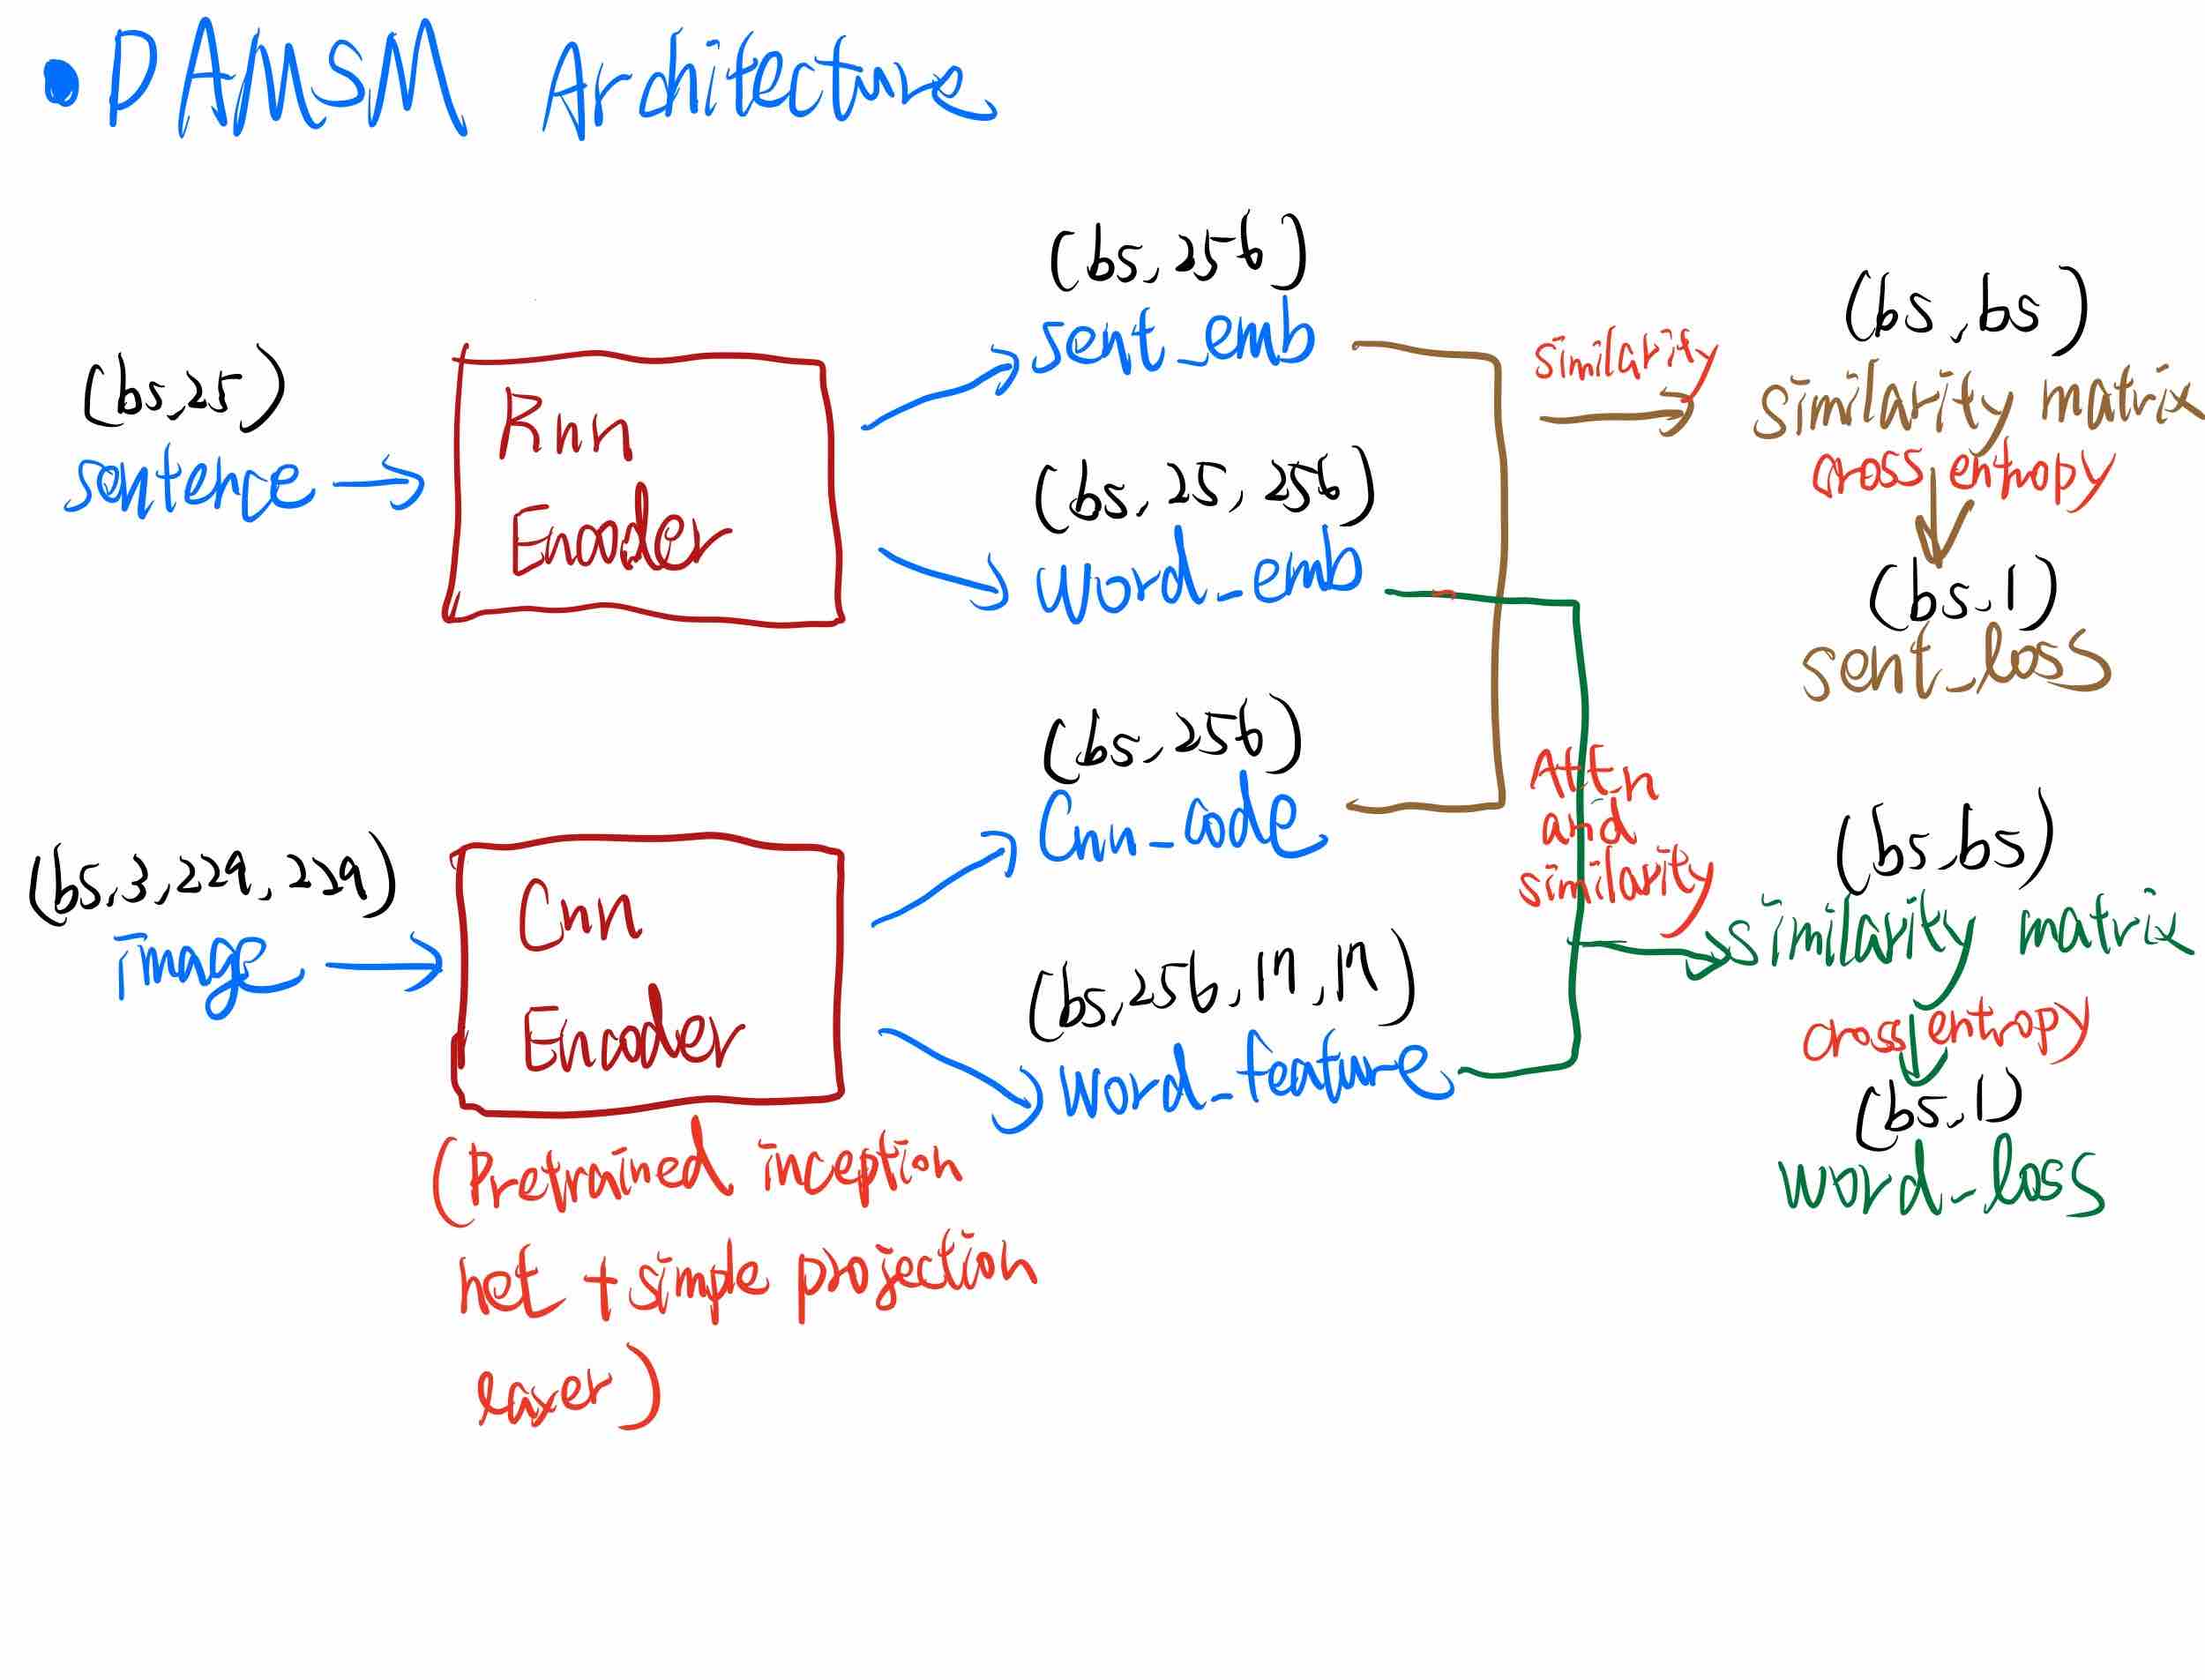 • DAMSM Architecture
(bs,256)
sent_emb
(bs,25)
sentence
Rnn
Encoder
(bs, 25, 256)
word_emb
similarity
(bs,bs)
similarity matrix
cross entropy
(bs,1)
sent_loss
(bs,256)
Cnn_code
(bs,3,229,229)
image
Cnn
Encoder
(bs,256,17,17)
word_feature
Attn
and
similarity
(bs,bs)
similarity matrix
cross entropy
(bs,1)
word_loss
(Pretrained inception
net + simple projection
layer)